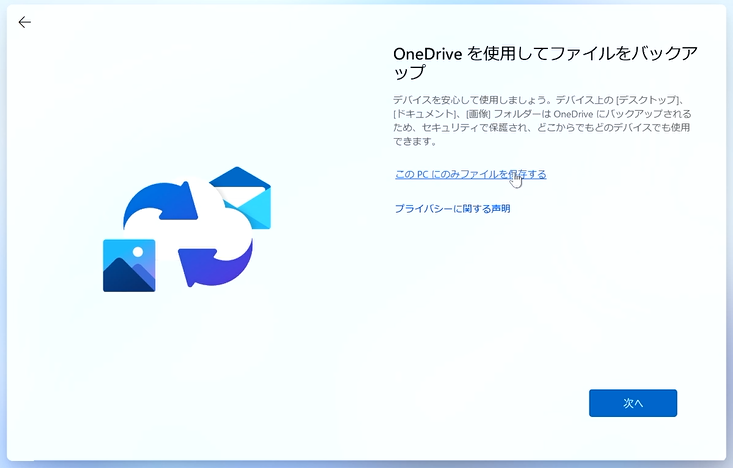 OneDrive を使用してファイルをバックア
ップ
デバイスを安心して使用しましょう。デバイス上の [デスクトップ]、
[ドキュメント]、[画像] フォルダーは OneDrive にバックアップされる
ため、セキュリティで保護され、どこからでもどのデバイスでも使用
できます。
この PC にのみファイルを保存する
プライバシーに関する声明
次へ